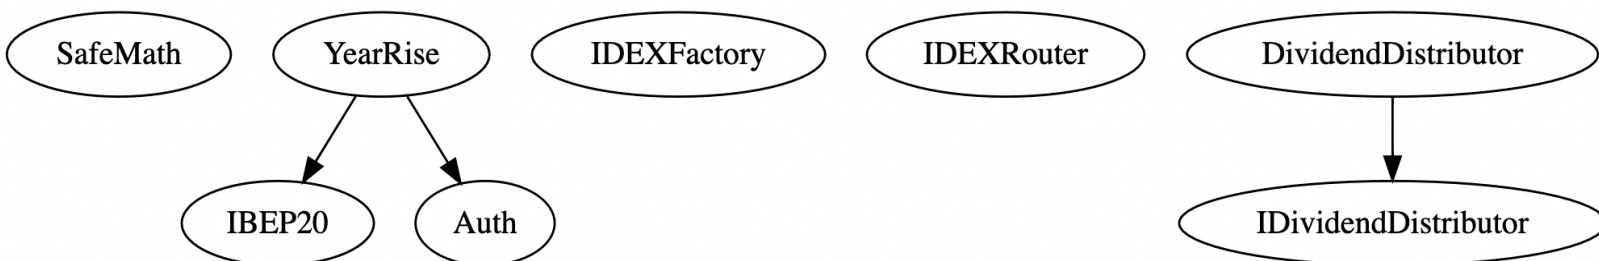 SafeMath
YearRise
IDEXFactory
IDEXRouter
DividendDistributor
IBEP20
Auth
IDividendDistributor